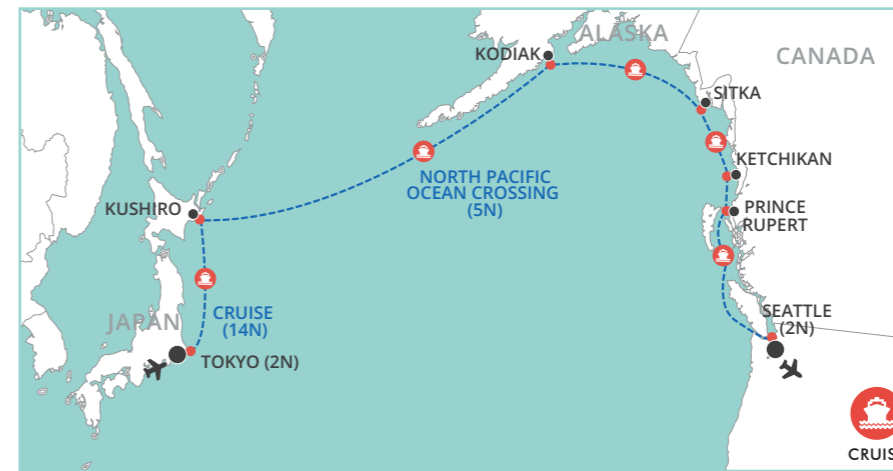 ALASKA
KODIAK
CANADA
SITKA
KETCHIKAN
NORTH PACIFIC
OCEAN CROSSING
(5N)
KUSHIRO
PRINCE
RUPERT
CRUISE
(14N)
SEATTLE
(2N)
JAPAN
TOKYO (2N)